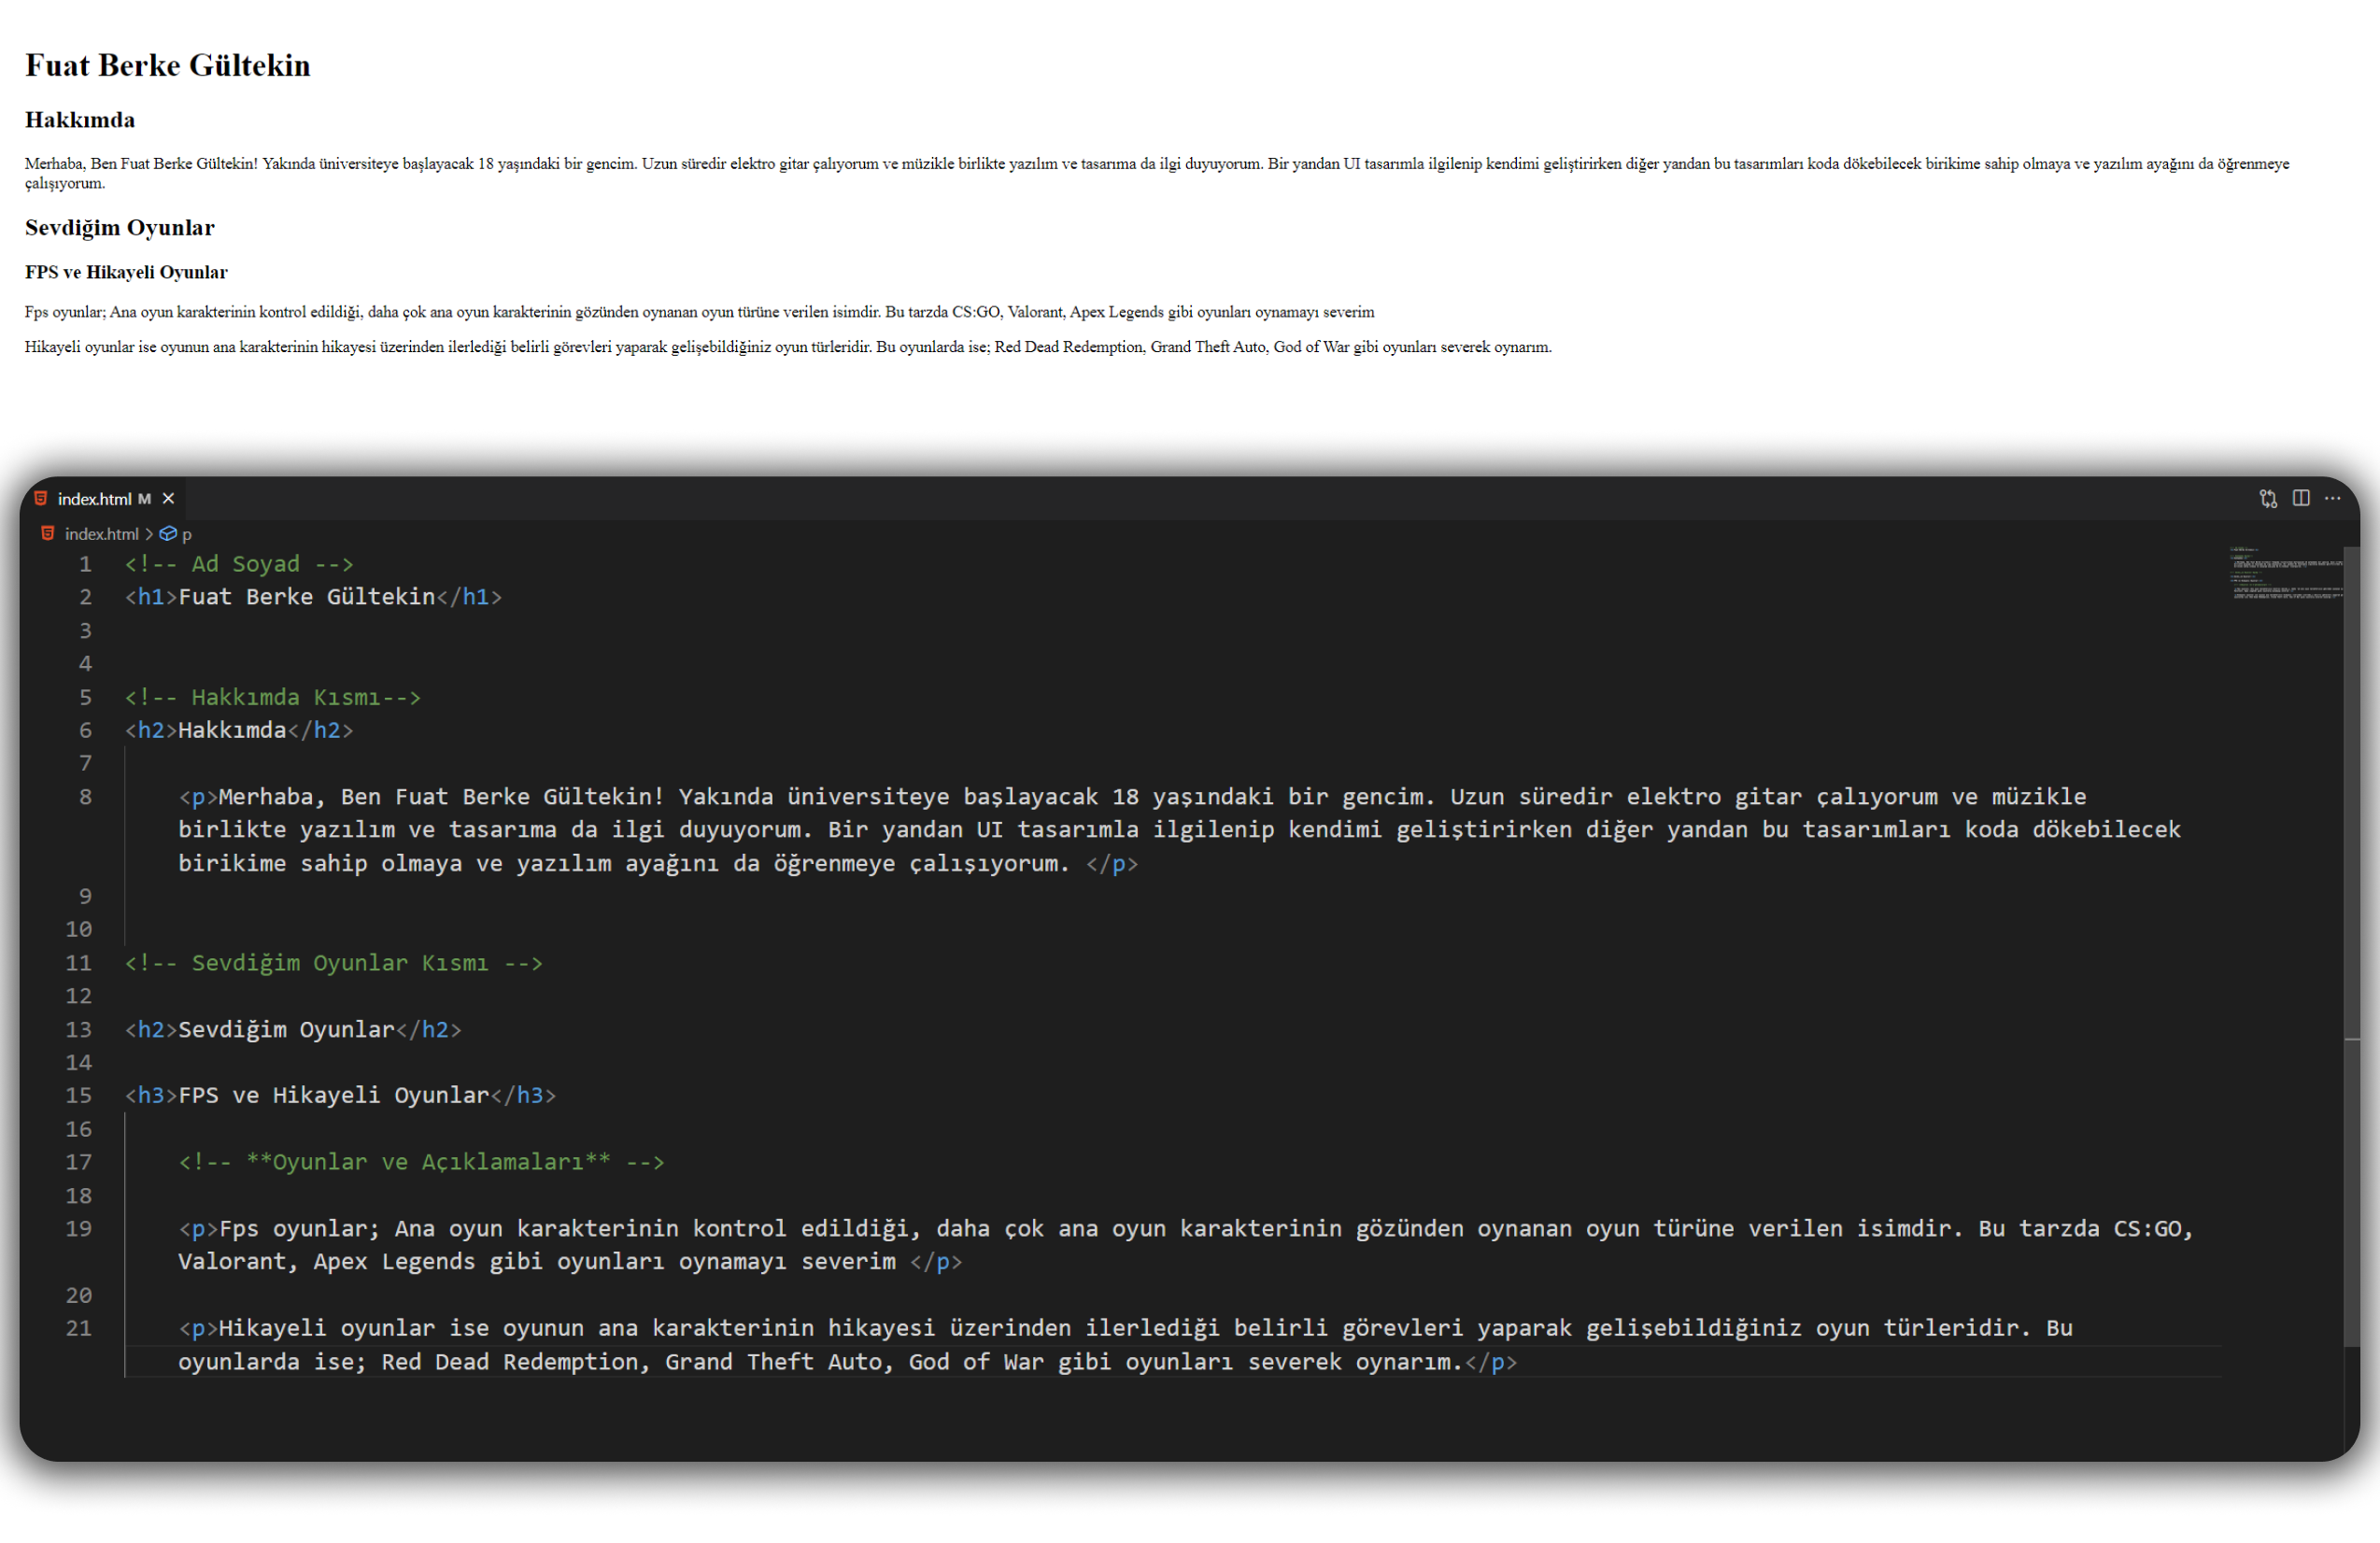 Fuat Berke Gültekin
Hakkımda
Merhaba, Ben Fuat Berke Gültekin! Yakında üniversiteye başlayacak 18 yaşındaki bir gencim. Uzun süredir elektro gitar çalıyorum ve müzikle birlikte yazılım ve tasarıma da ilgi duyuyorum. Bir yandan UI tasarımla ilgilenip kendimi geliştirirken diğer yandan bu tasarımları koda dökebilecek birikime sahip olmaya ve yazılım ayağını da öğrenmeye
çalışıyorum.
Sevdiğim Oyunlar
FPS ve Hikayeli Oyunlar
Fps oyunlar; Ana oyun karakterinin kontrol edildiği, daha çok ana oyun karakterinin gözünden oynanan oyun türüne verilen isimdir. Bu tarzda CS:GO, Valorant, Apex Legends gibi oyunları oynamayı severim
Hikayeli oyunlar ise oyunun ana karakterinin hikayesi üzerinden ilerlediği belirli görevleri yaparak gelişebildiğiniz oyun türleridir. Bu oyunlarda ise; Red Dead Redemption, Grand Theft Auto, God of War gibi oyunları severek oynarım.
index.html M
index.html > p
1 <!-- Ad Soyad -->
2 <h1>Fuat Berke Gültekin</h1>
3
4
5 <!-- Hakkımda Kısmı-->
6 <h2>Hakkımda</h2>
7
8 <p>Merhaba, Ben Fuat Berke Gültekin! Yakında üniversiteye başlayacak 18 yaşındaki bir gencim. Uzun süredir elektro gitar çalıyorum ve müzikle
birlikte yazılım ve tasarıma da ilgi duyuyorum. Bir yandan UI tasarımla ilgilenip kendimi geliştirirken diğer yandan bu tasarımları koda dökebilecek
birikime sahip olmaya ve yazılım ayağını da öğrenmeye çalışıyorum. </p>
9
10
11 <!-- Sevdiğim Oyunlar Kısmı -->
12
13 <h2>Sevdiğim Oyunlar</h2>
14
15 <h3>FPS ve Hikayeli Oyunlar</h3>
16
17 <!-- **Oyunlar ve Açıklamaları** -->
18
19 <p>Fps oyunlar; Ana oyun karakterinin kontrol edildiği, daha çok ana oyun karakterinin gözünden oynanan oyun türüne verilen isimdir. Bu tarzda CS:GO,
Valorant, Apex Legends gibi oyunları oynamayı severim </p>
20
21 <p>Hikayeli oyunlar ise oyunun ana karakterinin hikayesi üzerinden ilerlediği belirli görevleri yaparak gelişebildiğiniz oyun türleridir. Bu
oyunlarda ise; Red Dead Redemption, Grand Theft Auto, God of War gibi oyunları severek oynarım.</p>